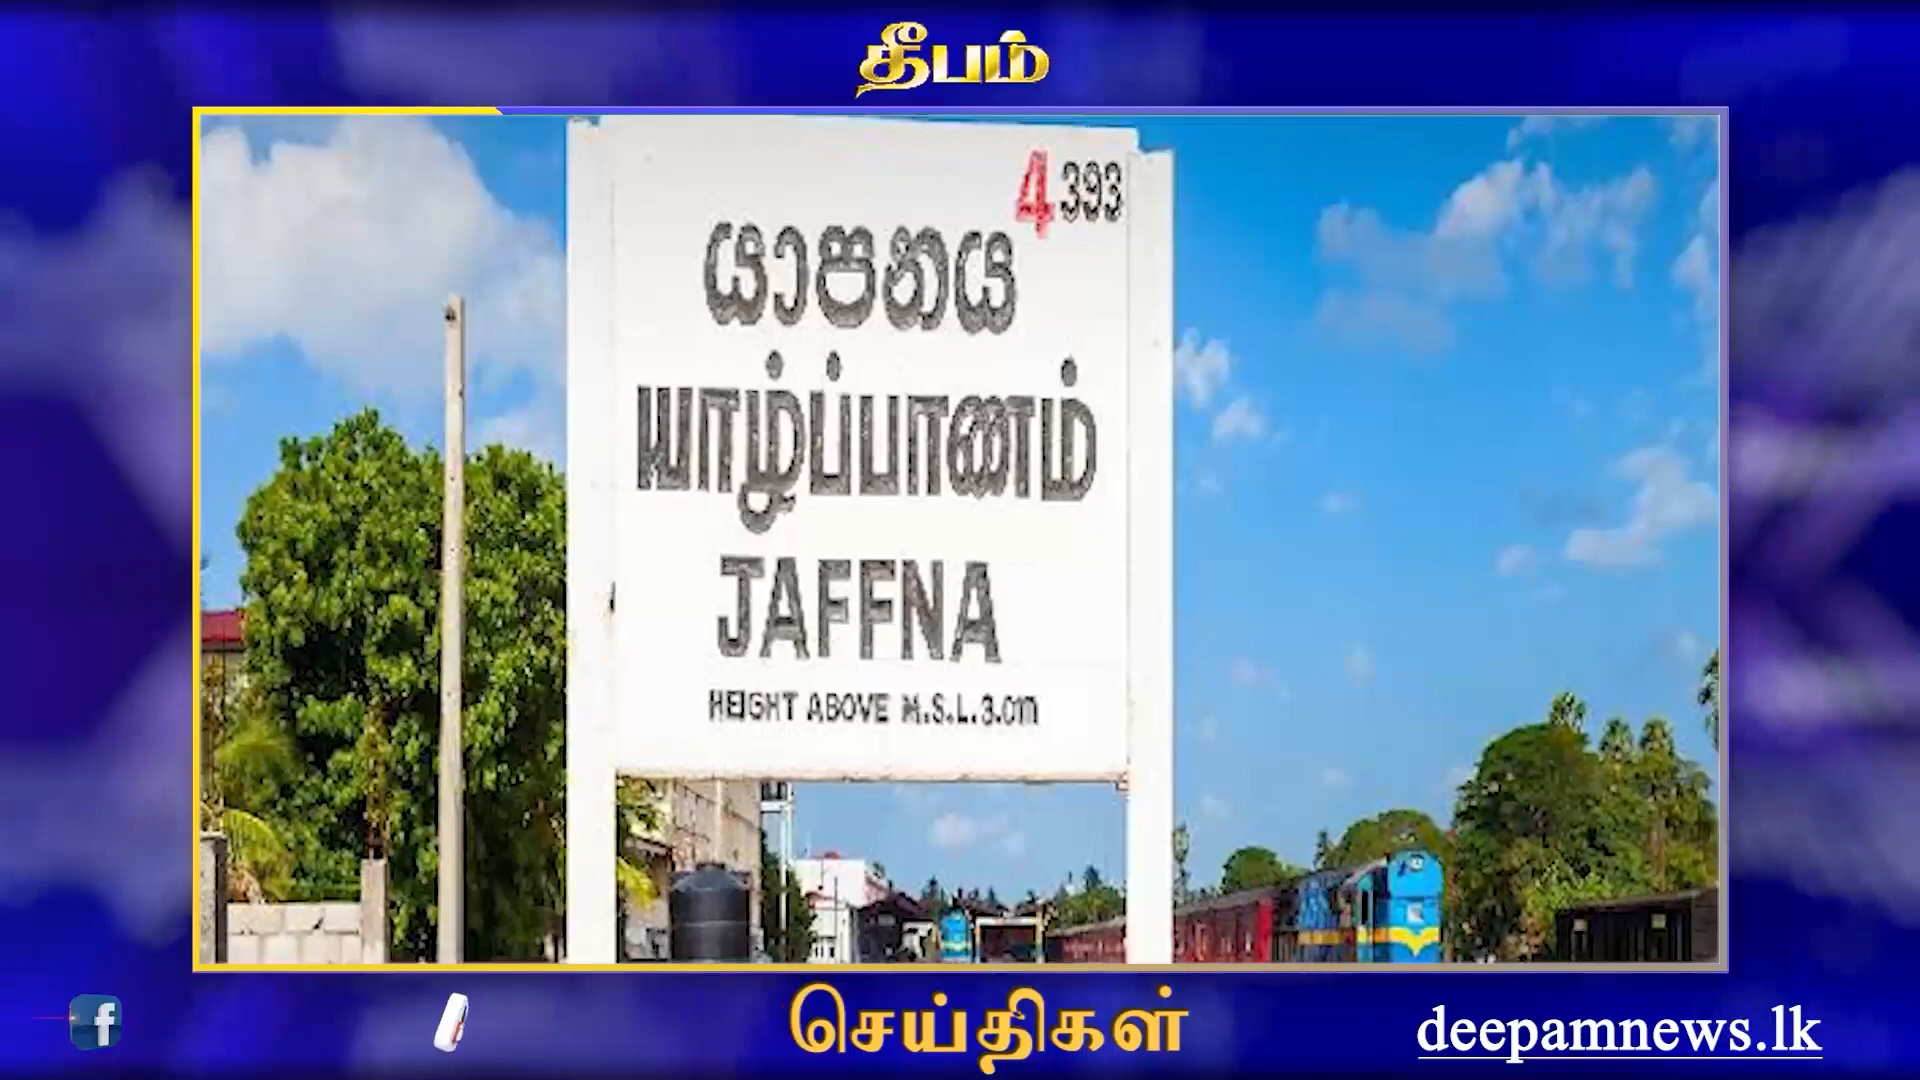 தீபம்
4 393
යාපනය
யாழ்ப்பாணம்
JAFFNA
HEIGHT ABOVE M.S.L.3.0m
செய்திகள்
deepamnews.lk